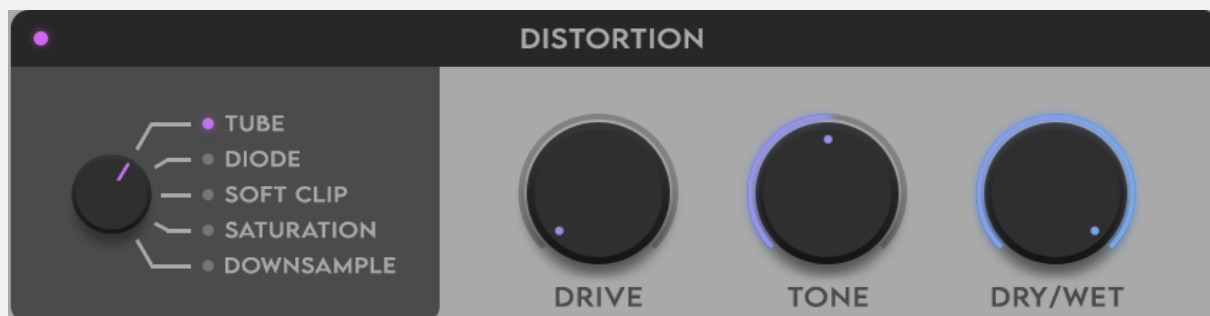 DISTORTION
TUBE
DIODE
SOFT CLIP
SATURATION
DOWNSAMPLE
DRIVE
TONE
DRY/WET